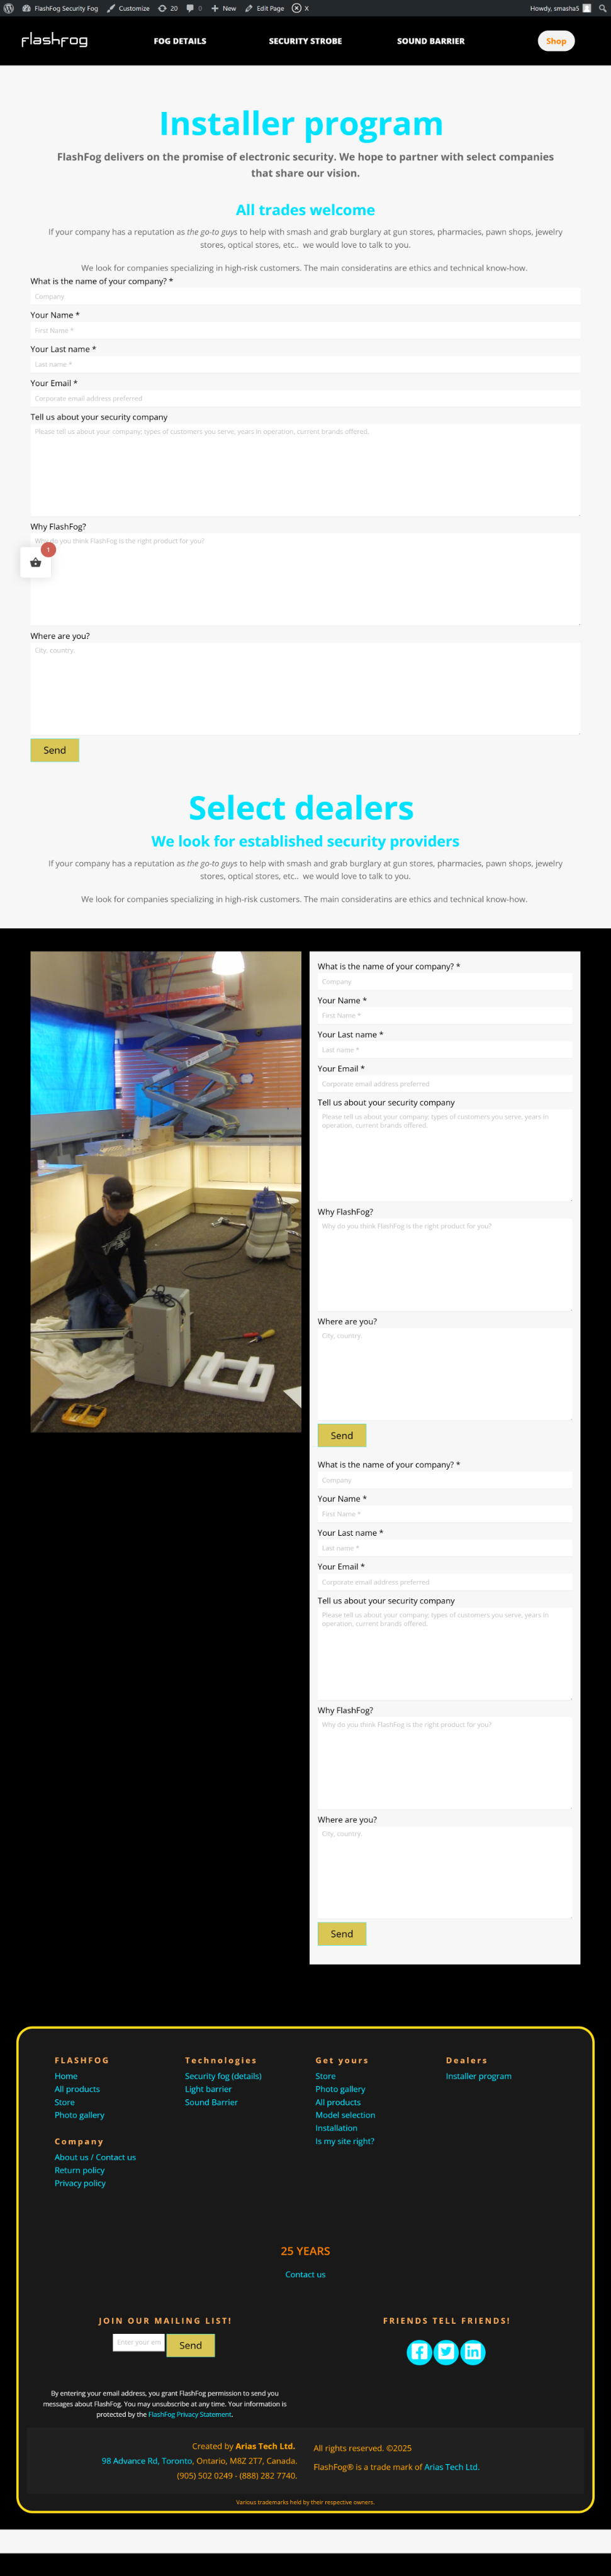 FlashFog Security Fog Customize 20 0 New Edit Page X Howdy, smasha5
flashfog FOG DETAILS SECURITY STROBE SOUND BARRIER Shop
Installer program
FlashFog delivers on the promise of electronic security. We hope to partner with select companies
that share our vision.
All trades welcome
If your company has a reputation as the go-to guys to help with smash and grab burglary at gun stores, pharmacies, pawn shops, jewelry
stores, optical stores, etc.. we would love to talk to you.
We look for companies specializing in high-risk customers. The main consideratins are ethics and technical know-how.
What is the name of your company? *
Company
Your Name *
First Name *
Your Last name *
Last name *
Your Email *
Corporate email address preferred
Tell us about your security company
Please tell us about your company; types of customers you serve, years in operation, current brands offered.
Why FlashFog?
Why do you think FlashFog is the right product for you?
1
Where are you?
City, country.
Send
Select dealers
We look for established security providers
If your company has a reputation as the go-to guys to help with smash and grab burglary at gun stores, pharmacies, pawn shops, jewelry
stores, optical stores, etc.. we would love to talk to you.
We look for companies specializing in high-risk customers. The main considerations are ethics and technical know-how.
What is the name of your company? *
Company
Your Name *
First Name *
Your Last name *
Last name *
Your Email *
Corporate email address preferred
Tell us about your security company
Please tell us about your company; types of customers you serve, years in
operation, current brands offered.
Why FlashFog?
Why do you think FlashFog is the right product for you?
Where are you?
City, country.
Send
What is the name of your company? *
Company
Your Name *
First Name *
Your Last name *
Last name *
Your Email *
Corporate email address preferred
Tell us about your security company
Please tell us about your company; types of customers you serve, years in
operation, current brands offered.
Why FlashFog?
Why do you think FlashFog is the right product for you?
Where are you?
City, country.
Send
FLASHFOG
Home
All products
Store
Photo gallery
Company
About us / Contact us
Return policy
Privacy policy
Technologies
Security fog (details)
Light barrier
Sound Barrier
Get yours
Store
Photo gallery
All products
Model selection
Installation
Is my site right?
Dealers
Installer program
25 YEARS
Contact us
JOIN OUR MAILING LIST!
Enter your em
Send
By entering your email address, you grant FlashFog permission to send you
messages about FlashFog. You may unsubscribe at any time. Your information is
protected by the FlashFog Privacy Statement.
FRIENDS TELL FRIENDS!
Created by Arias Tech Ltd.
98 Advance Rd, Toronto, Ontario, M8Z 2T7, Canada.
(905) 502 0249 - (888) 282 7740.
All rights reserved. ©2025
FlashFog® is a trade mark of Arias Tech Ltd.
Various trademarks held by their respective owners.